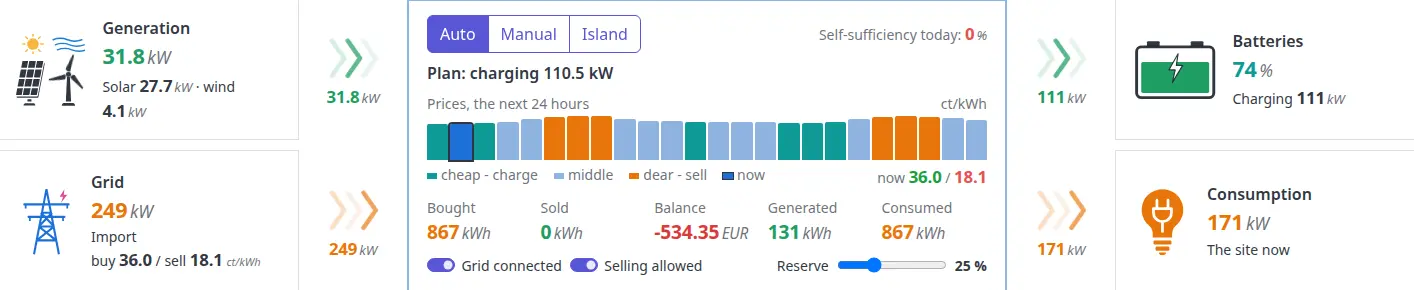 Generation
31.8 kW
Solar 27.7 kW · wind
4.1 kW
31.8 kW
Grid
249 kW
Import
buy 36.0 / sell 18.1 ct/kWh
249 kW
Auto Manual Island
Self-sufficiency today: 0 %
Plan: charging 110.5 kW
Prices, the next 24 hours ct/kWh
cheap - charge middle dear - sell now now 36.0 / 18.1
Bought Sold Balance Generated Consumed
867 kWh 0 kWh -534.35 EUR 131 kWh 867 kWh
Grid connected Selling allowed Reserve 25 %
111 kW
Batteries
74 %
Charging 111 kW
171 kW
Consumption
171 kW
The site now